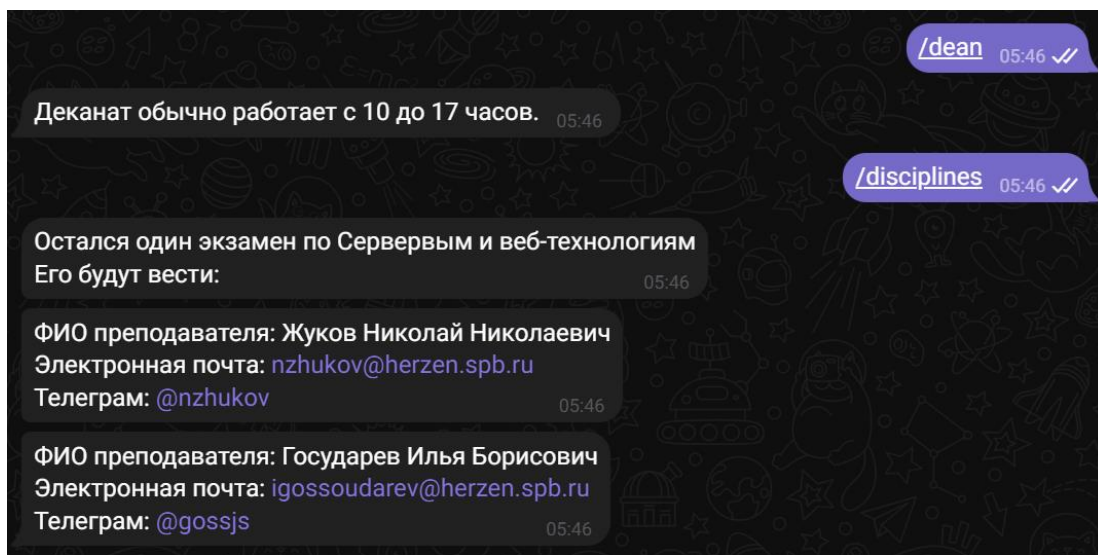 /dean 05:46
Деканат обычно работает с 10 до 17 часов. 05:46
/disciplines 05:46
Остался один экзамен по Сервервым и веб-технологиям
Его будут вести: 05:46
ФИО преподавателя: Жуков Николай Николаевич
Электронная почта: nzhukov@herzen.spb.ru
Телеграм: @nzhukov 05:46
ФИО преподавателя: Государев Илья Борисович
Электронная почта: igossoudarev@herzen.spb.ru
Телеграм: @gossjs 05:46